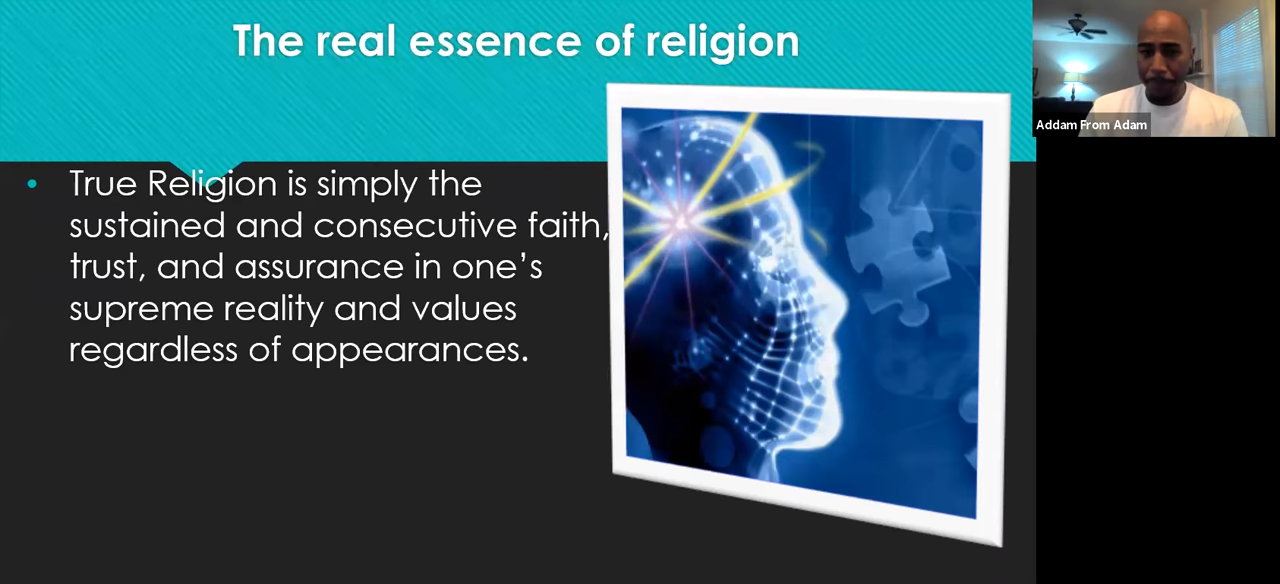 The real essence of religion
Addam From Adam
• True Religion is simply the
sustained and consecutive faith,
trust, and assurance in one’s
supreme reality and values
regardless of appearances.